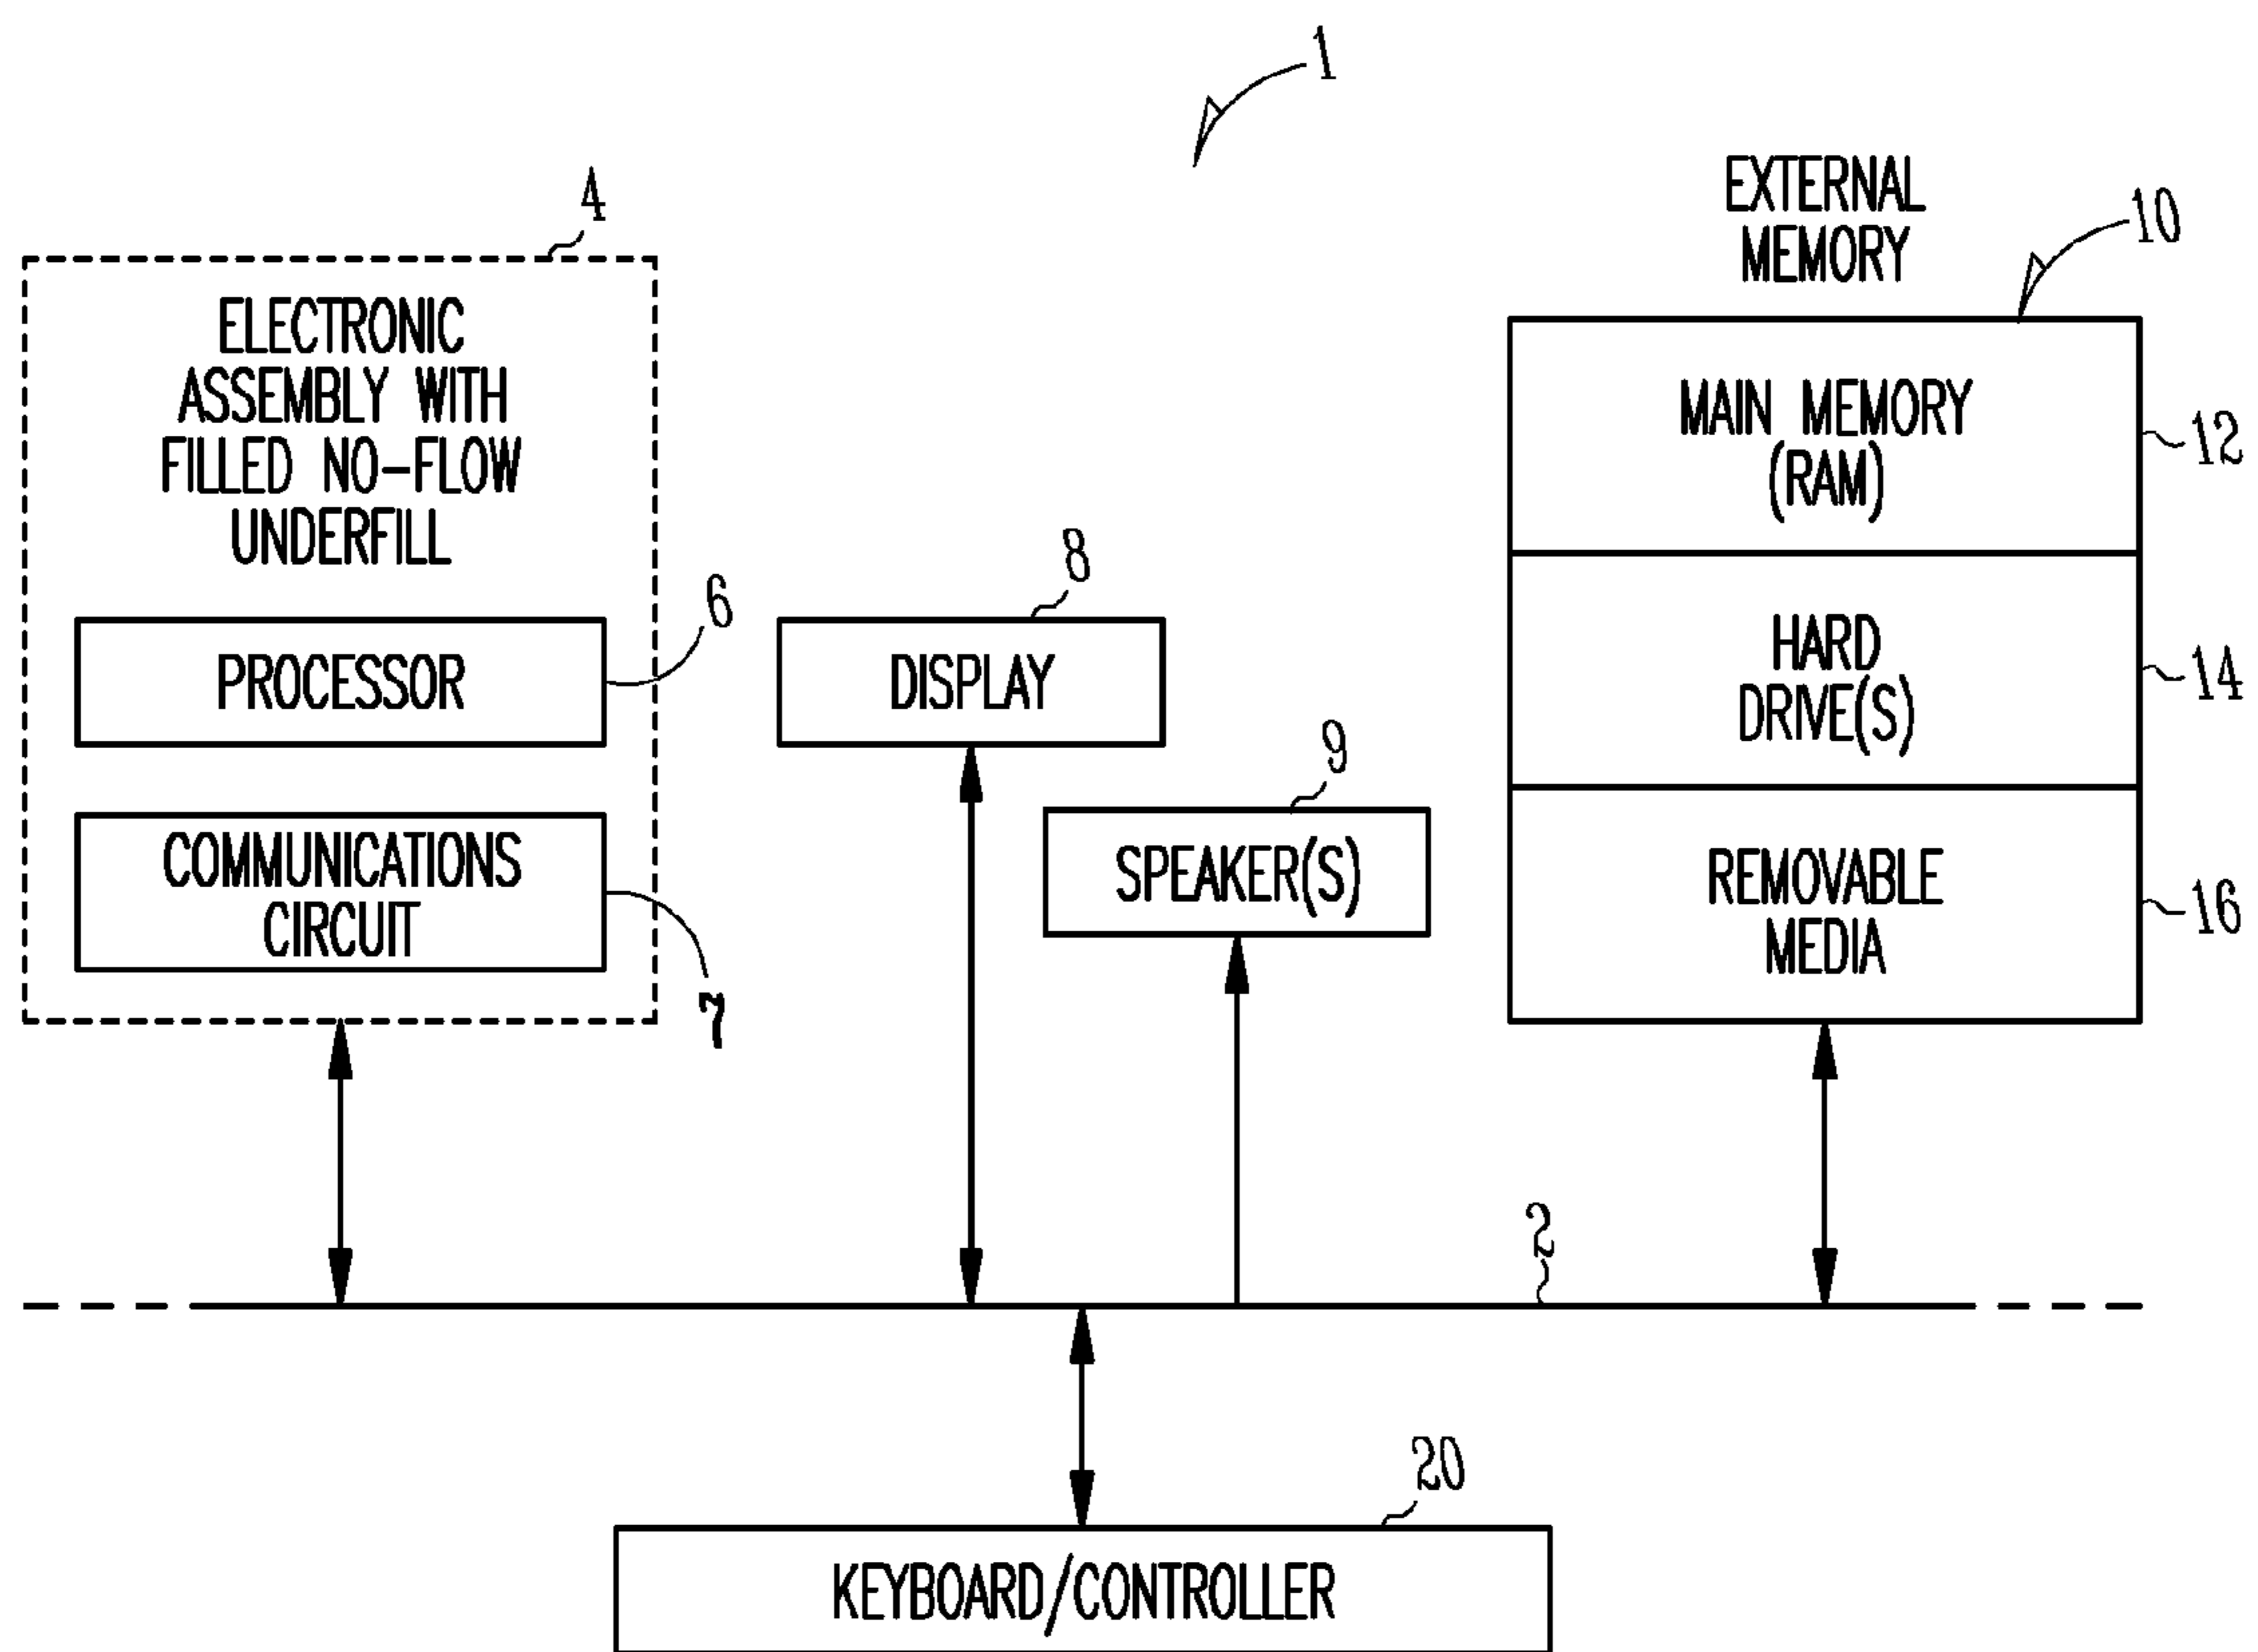 1
EXTERNAL
MEMORY
10
4
ELECTRONIC
ASSEMBLY WITH
FILLED NO-FLOW
UNDERFILL
PROCESSOR
6
COMMUNICATIONS
CIRCUIT
7
8
DISPLAY
9
SPEAKER(S)
MAIN MEMORY
(RAM)
12
HARD
DRIVE(S)
14
REMOVABLE
MEDIA
16
2
20
KEYBOARD/CONTROLLER